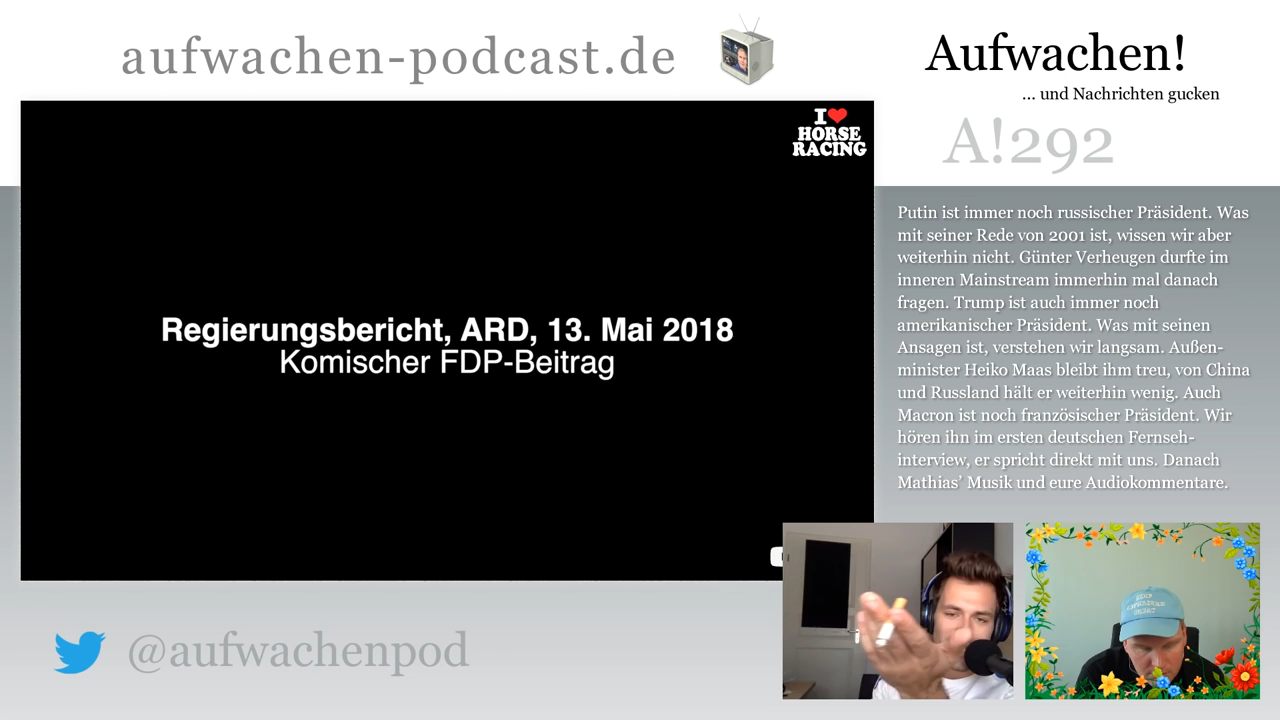 aufwachen-podcast.de
Aufwachen!
... und Nachrichten gucken
A!292
I
HORSE
RACING
Regierungsbericht, ARD, 13. Mai 2018
Komischer FDP-Beitrag
Putin ist immer noch russischer Präsident. Was
mit seiner Rede von 2001 ist, wissen wir aber
weiterhin nicht. Günter Verheugen durfte im
inneren Mainstream immerhin mal danach
fragen. Trump ist auch immer noch
amerikanischer Präsident. Was mit seinen
Ansagen ist, verstehen wir langsam. Außen-
minister Heiko Maas bleibt ihm treu, von China
und Russland hält er weiterhin wenig. Auch
Macron ist noch französischer Präsident. Wir
hören ihn im ersten deutschen Fernseh-
interview, er spricht direkt mit uns. Danach
Mathias’ Musik und eure Audiokommentare.
@aufwachenpod